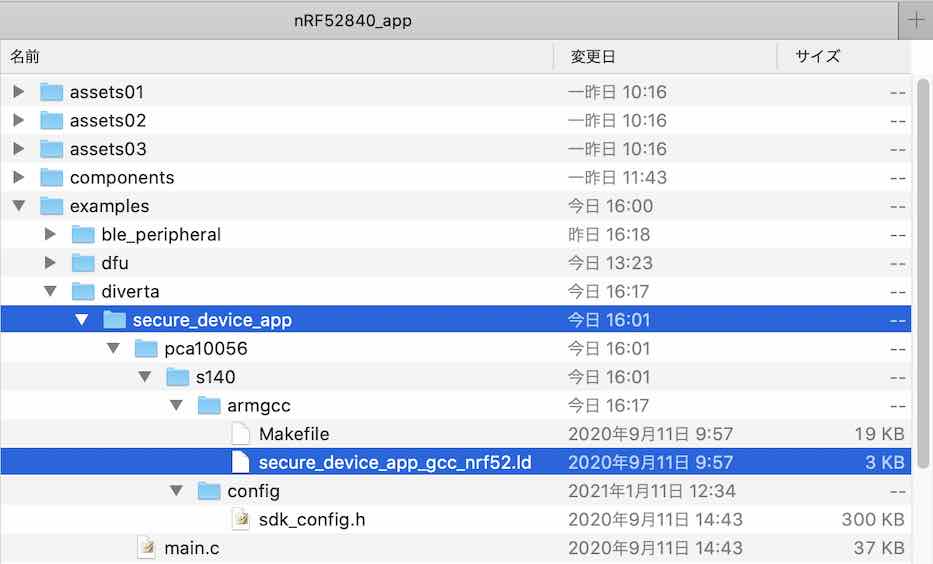 nRF52840_app
名前 変更日 サイズ
assets01 一昨日 10:16 --
assets02 一昨日 10:16 --
assets03 一昨日 10:16 --
components 一昨日 11:43 --
examples 今日 16:00 --
ble_peripheral 昨日 16:18 --
dfu 今日 13:23 --
diverta 今日 16:17 --
secure_device_app 今日 16:01 --
pca10056 今日 16:01 --
s140 今日 16:01 --
armgcc 今日 16:17 --
Makefile 2020年9月11日 9:57 19 KB
secure_device_app_gcc_nrf52.ld 2020年9月11日 9:57 3 KB
config 2021年1月11日 12:34 --
sdk_config.h 2020年9月11日 14:43 300 KB
main.c 2020年9月11日 14:43 37 KB